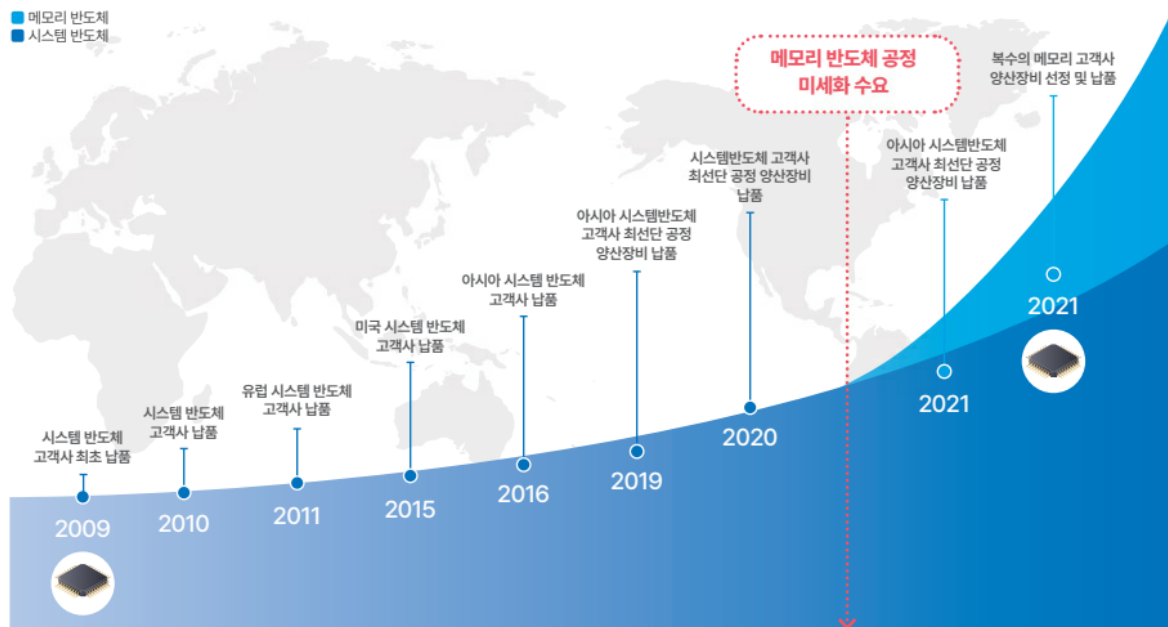 메모리 반도체
시스템 반도체
시스템 반도체
고객사 최초 납품
2009
시스템 반도체
고객사 납품
2010
유럽 시스템 반도체
고객사 납품
2011
미국 시스템 반도체
고객사 납품
2015
아시아 시스템 반도체
고객사 납품
2016
아시아 시스템반도체
고객사 최선단 공정
양산장비 납품
2019
시스템반도체 고객사
최선단 공정 양산장비
납품
2020
메모리 반도체 공정
미세화 수요
아시아 시스템반도체
고객사 최선단 공정
양산장비 납품
2021
복수의 메모리 고객사
양산장비 선정 및 납품
2021